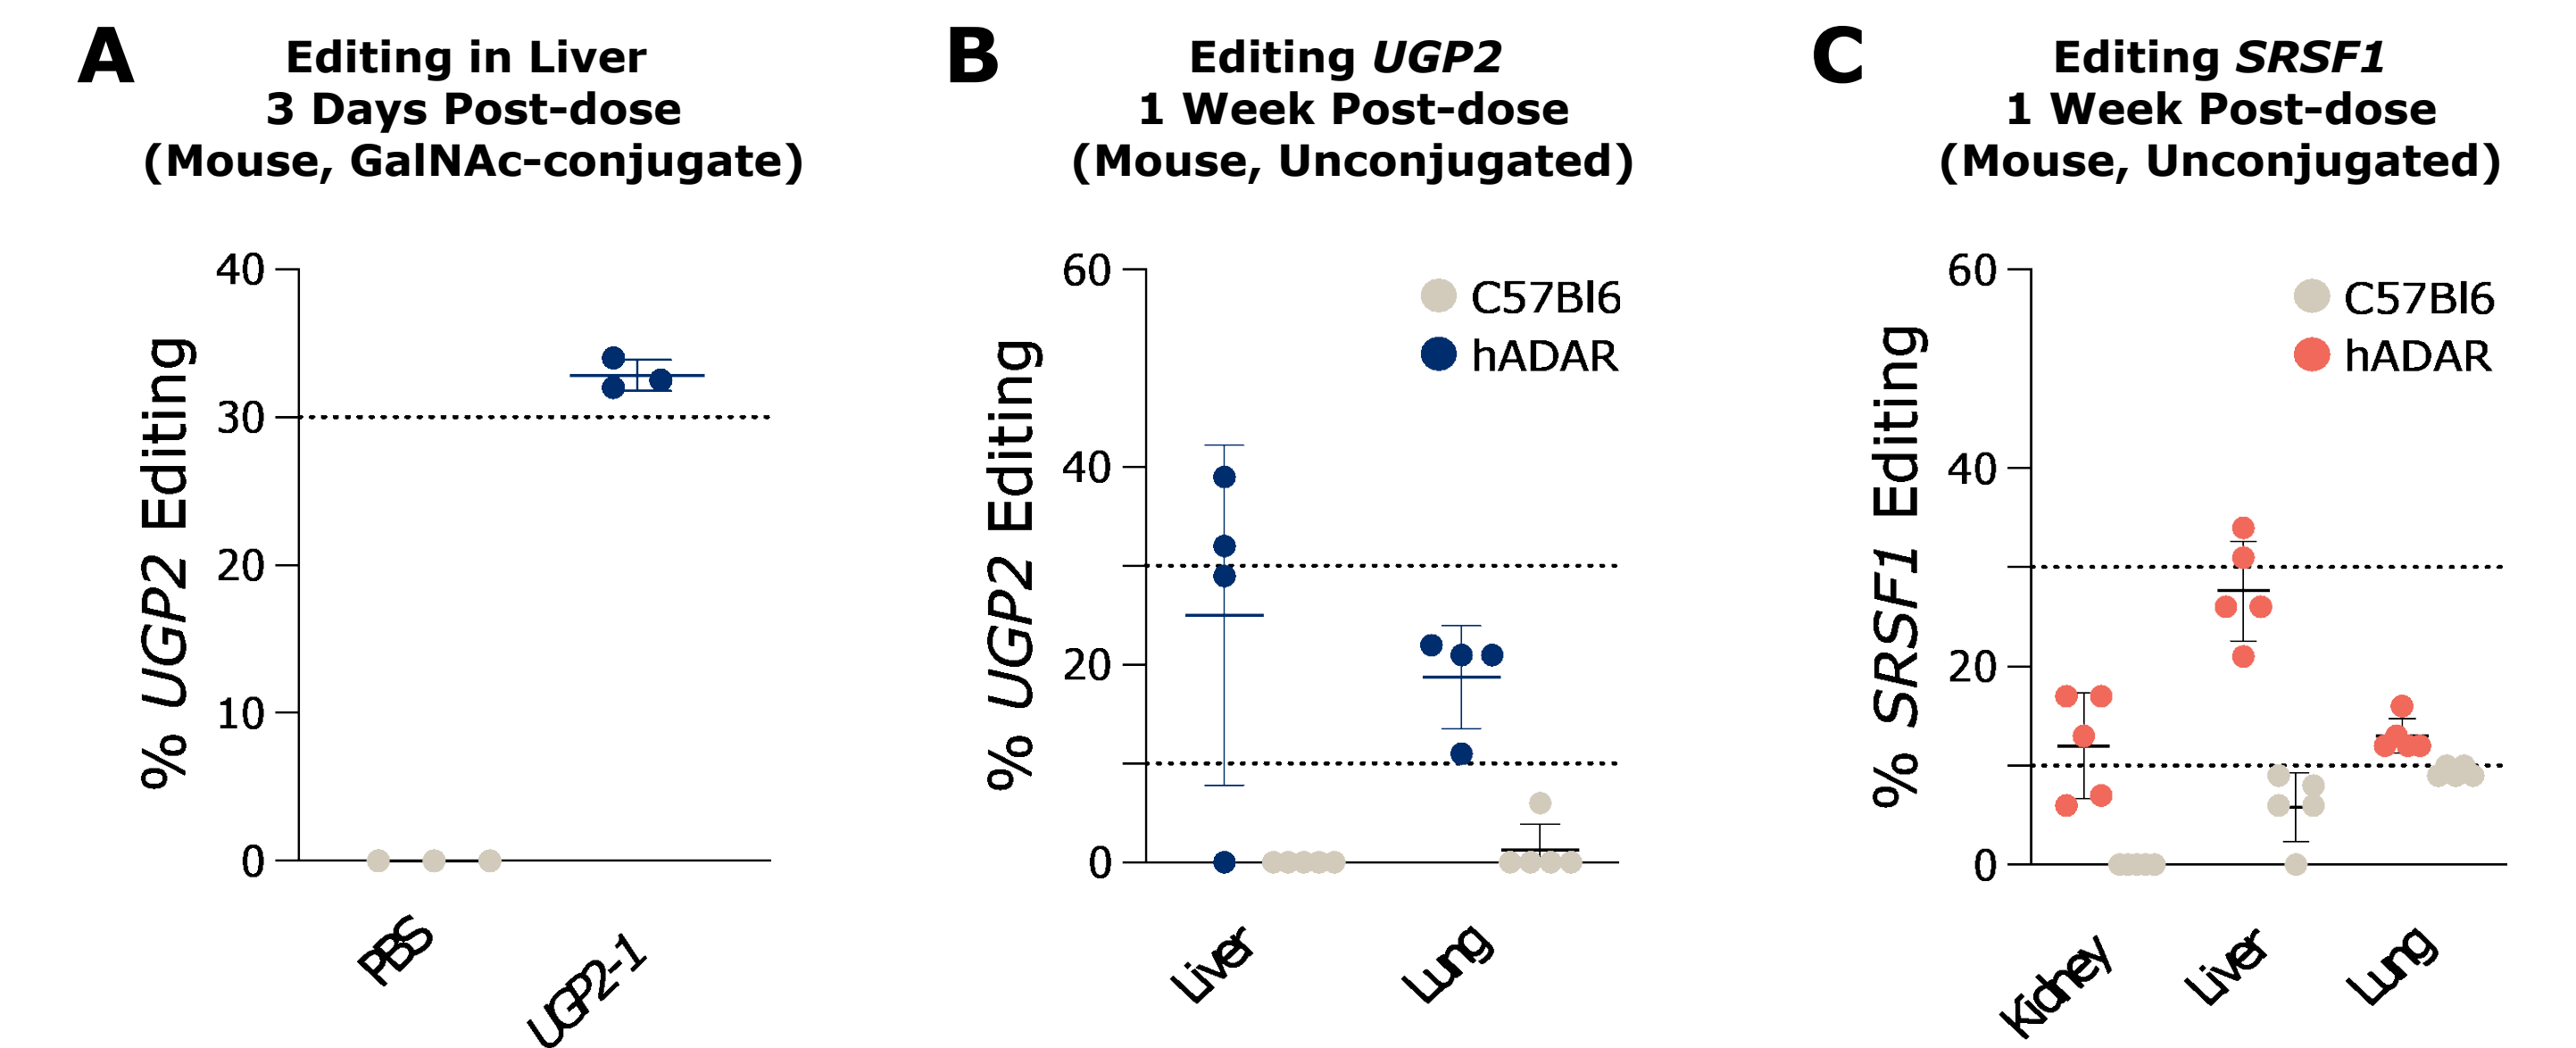 A
Editing in Liver
3 Days Post-dose
(Mouse, GalNAc-conjugate)
% UGP2 Editing
40
30
20
10
0
PBS
UGP2-1
B
Editing UGP2
1 Week Post-dose
(Mouse, Unconjugated)
% UGP2 Editing
60
40
20
0
C57Bl6
hADAR
Liver
Lung
C
Editing SRSF1
1 Week Post-dose
(Mouse, Unconjugated)
% SRSF1 Editing
60
40
20
0
C57Bl6
hADAR
Kidney
Liver
Lung